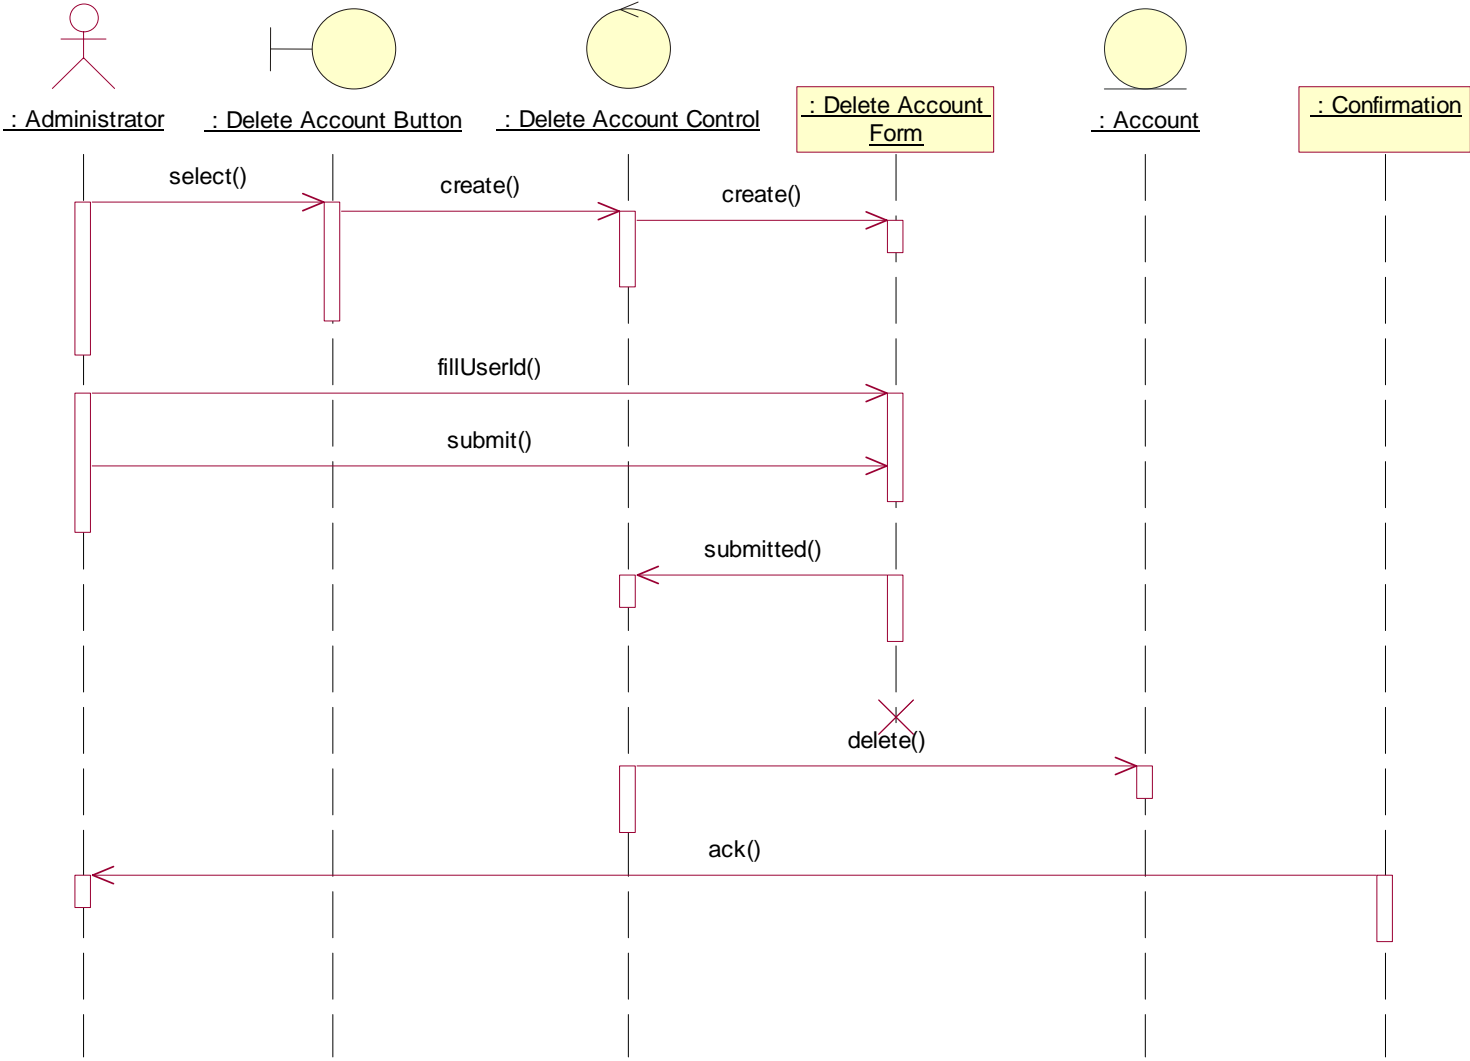 : Administrator
: Delete Account Button
: Delete Account Control
: Delete Account
Form
: Account
: Confirmation
select()
create()
create()
fillUserId()
submit()
submitted()
delete()
ack()